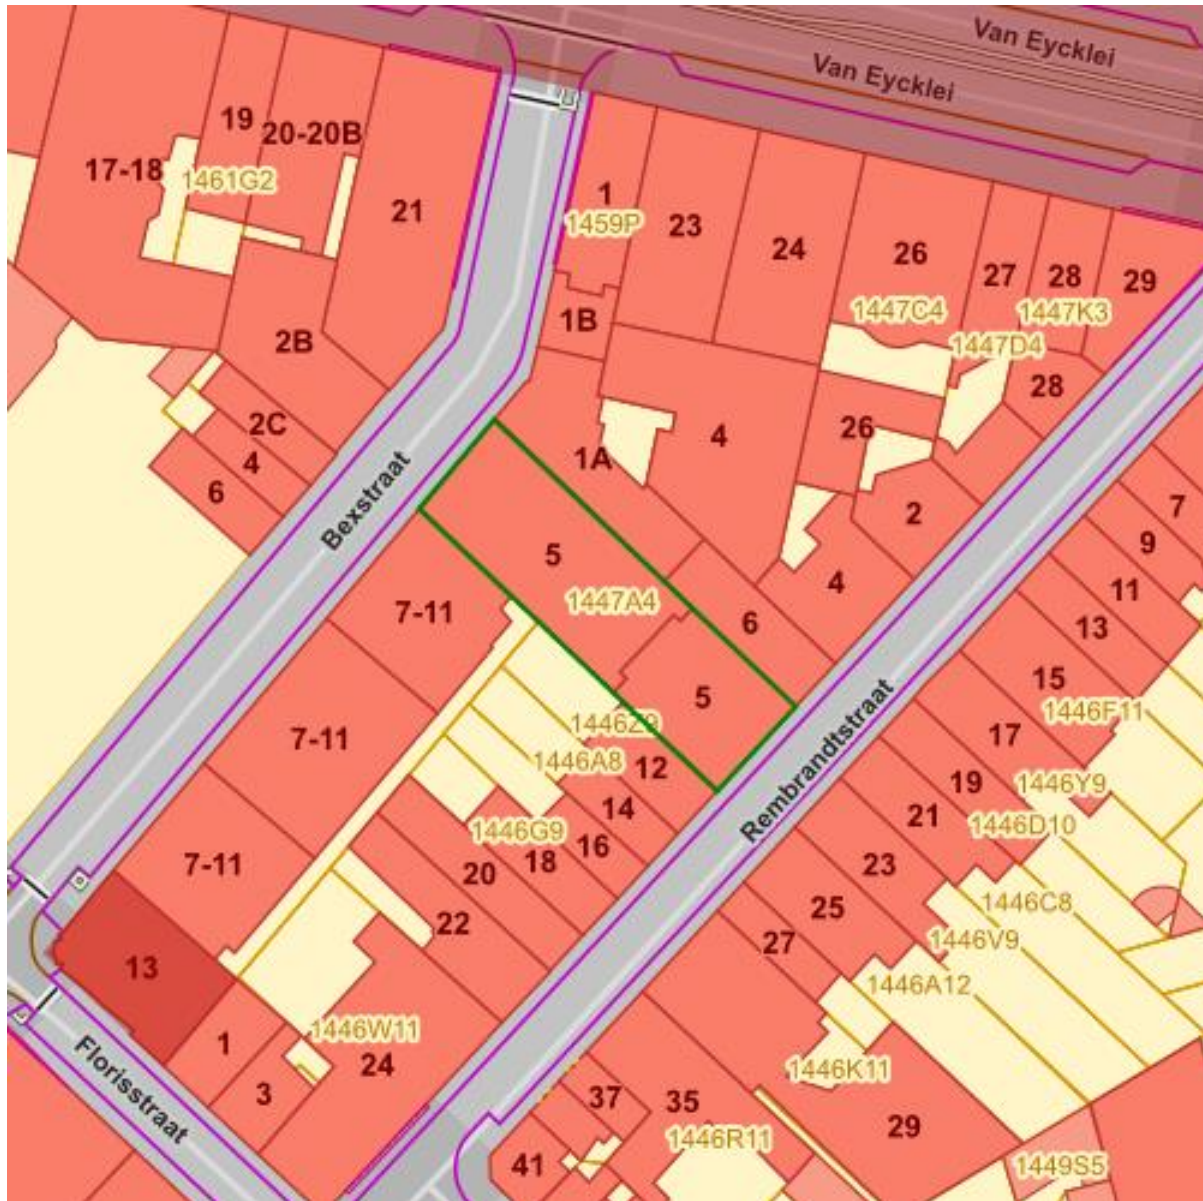 Van Eycklei
Van Eycklei
19
20-20B
17-18
1461G2
21
1
1459P
23
24
26
27
28
29
1447C4
1447K3
1447D4
1B
2B
28
2C
4
6
4
26
1A
2
7
9
Bexstraat
5
1447A4
4
11
6
13
7-11
15
1446F11
5
1446Z9
17
7-11
1446A8
12
Rembrandtstraat
19
1446Y9
14
21
1446D10
1446G9
16
18
20
23
7-11
25
1446C8
22
27
1446V9
13
1446A12
1446W11
1
24
3
1446K11
37
35
29
Florisstraat
1446R11
41
1449S5